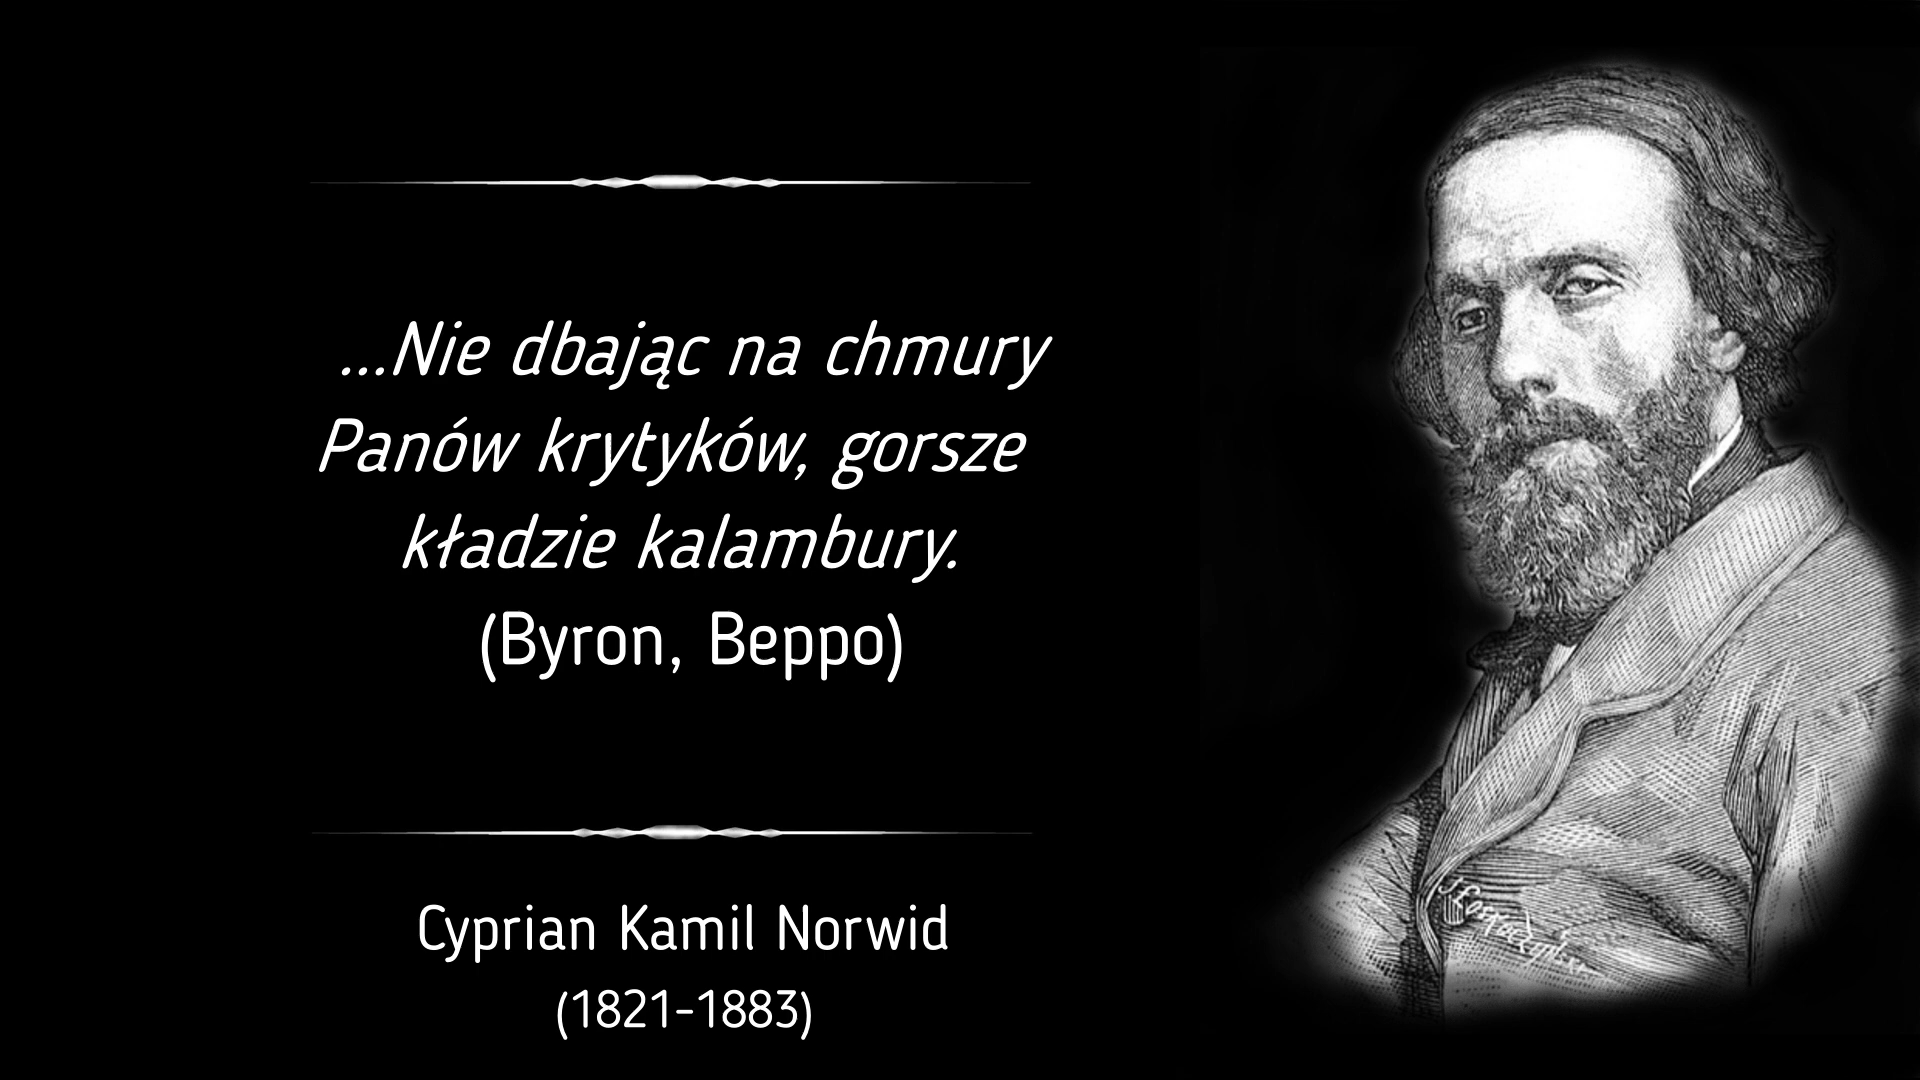 ...Nie dbając na chmury
Panów krytyków, gorsze
kładzie kalambury.
(Byron, Beppo)
Cyprian Kamil Norwid
(1821-1883)